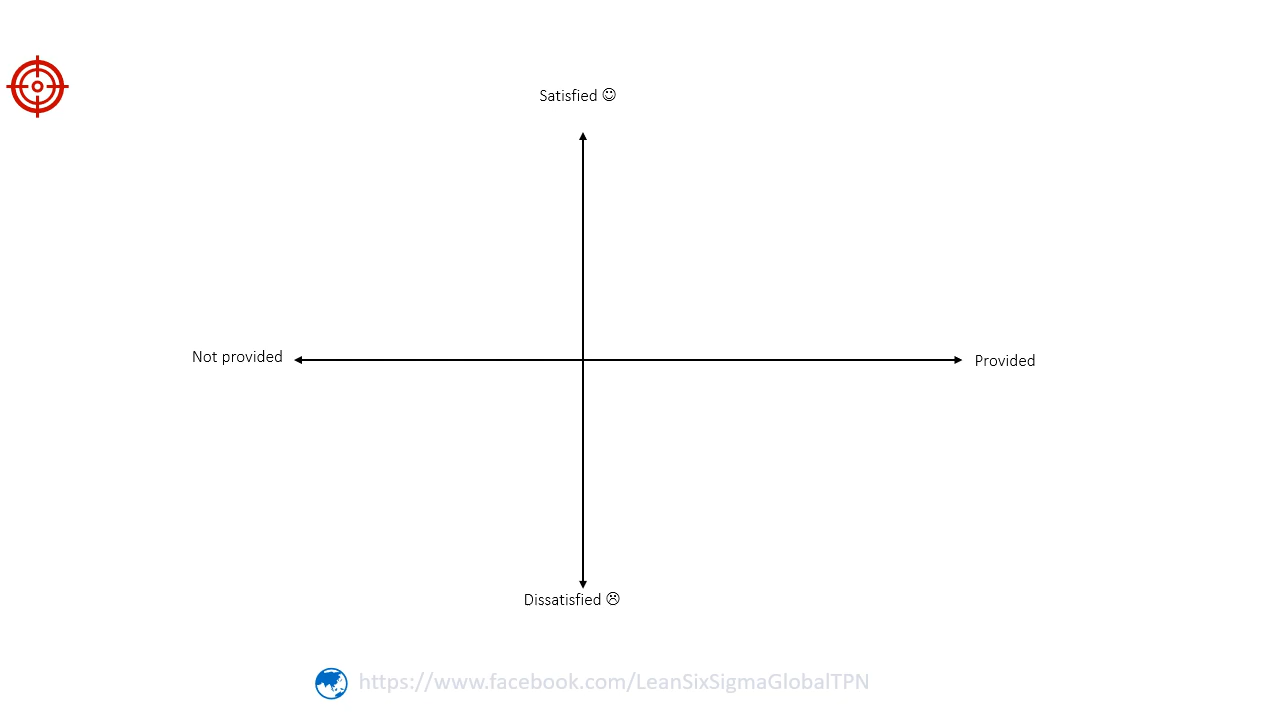 Satisfied ☺
Not provided
Provided
Dissatisfied ☹
https://www.facebook.com/LeanSixSigmaGlobalTPN